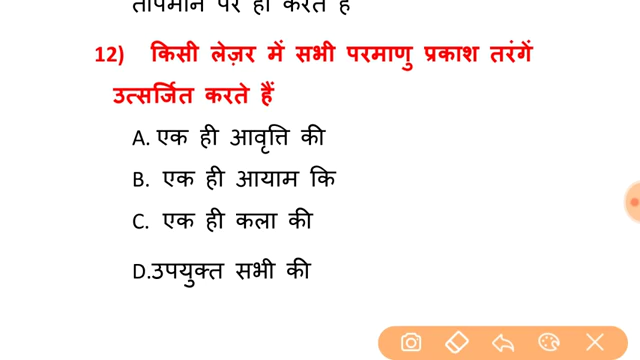 तापमान पर ही करते है
12) किसी लेज़र में सभी परमाणु प्रकाश तरंगें
उत्सर्जित करते हैं
A. एक ही आवृत्ति की
B. एक ही आयाम कि
C. एक ही कला की
D.उपयुक्त सभी की